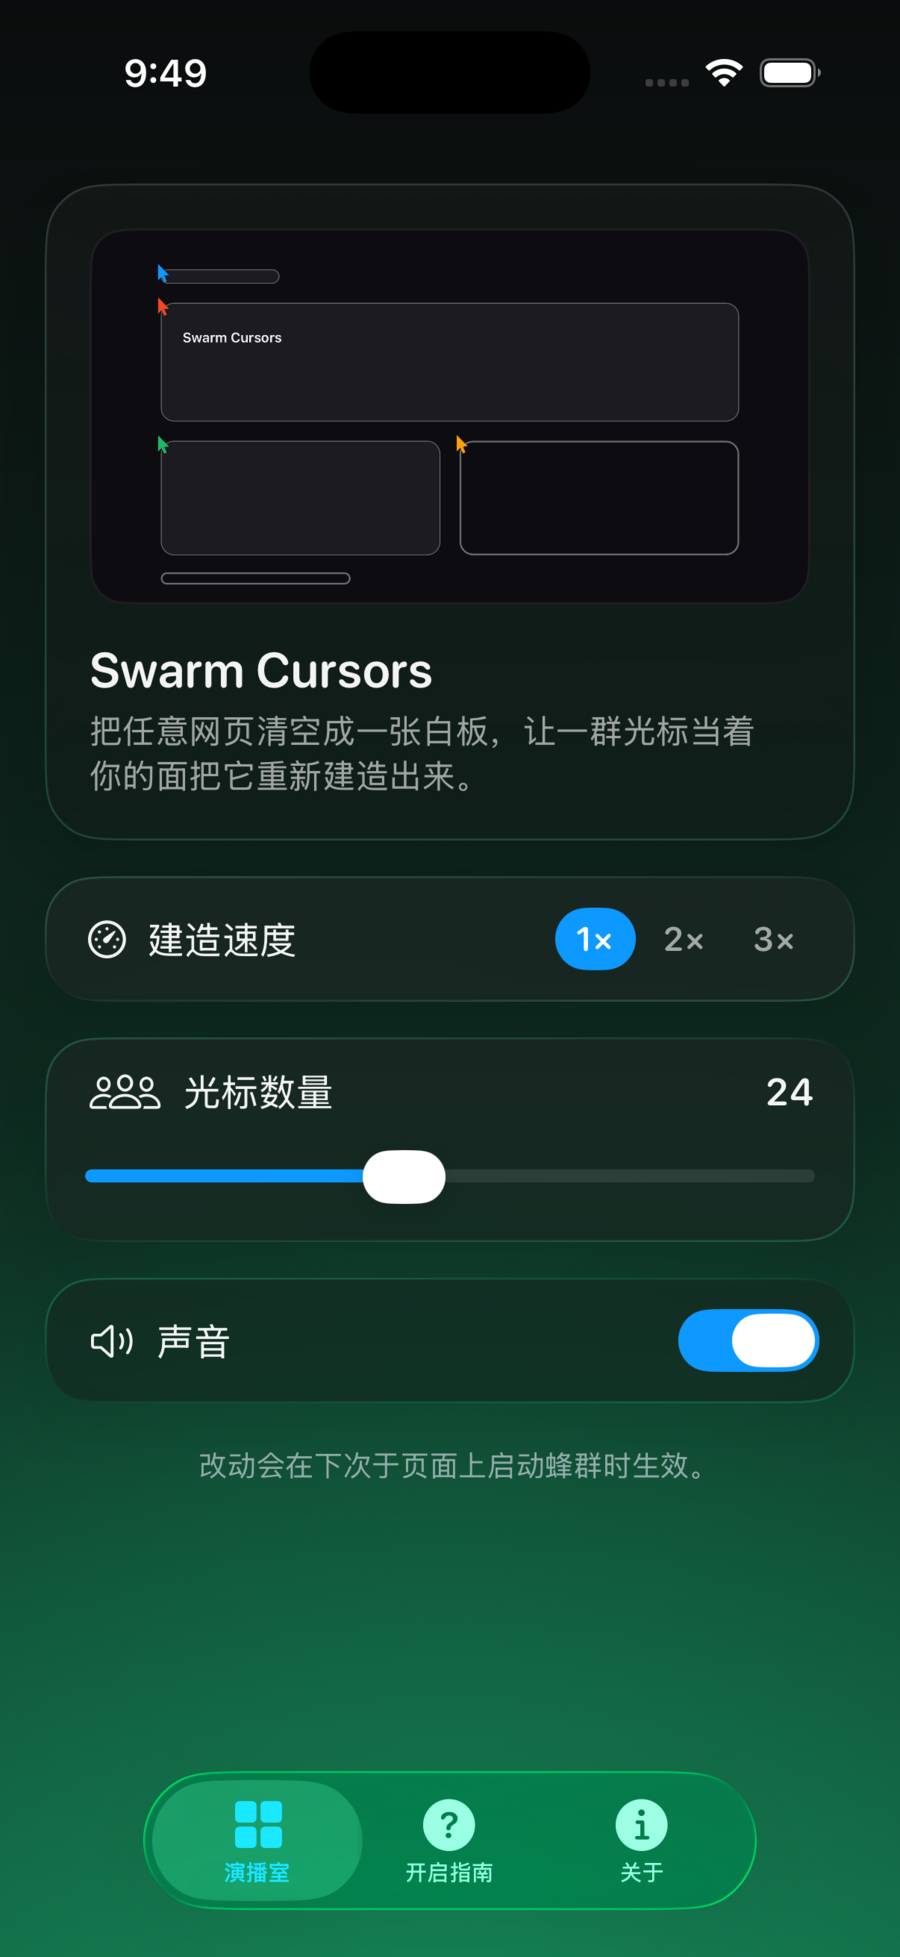 9:49
Swarm Cursors
Swarm Cursors
把任意网页清空成一张白板，让一群光标当着
你的面把它重新建造出来。
建造速度 1× 2× 3×
光标数量 24
声音
改动会在下次于页面上启动蜂群时生效。
演播室 开启指南 关于